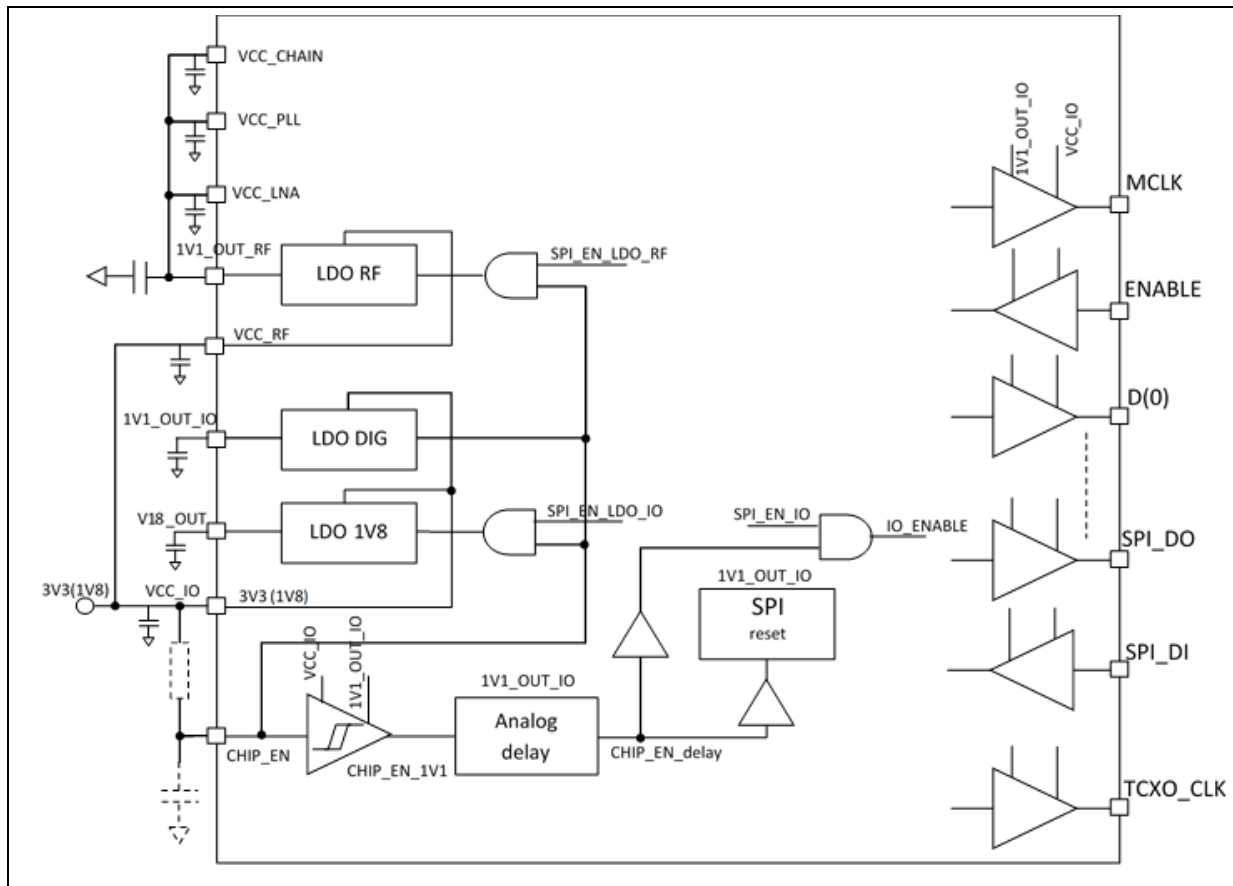 VCC_CHAIN
VCC_PLL
VCC_LNA
1V1_OUT_RF
LDO RF
SPI_EN_LDO_RF
VCC_RF
1V1_OUT_IO
LDO DIG
V18_OUT
LDO 1V8
SPI_EN_LDO_IO
3V3(1V8)
VCC_IO
3V3 (1V8)
VCC_IO
1V1_OUT_IO
CHIP_EN
CHIP_EN_1V1
1V1_OUT_IO
Analog
delay
CHIP_EN_delay
SPI_EN_IO
IO_ENABLE
1V1_OUT_IO
SPI
reset
1V1_OUT_IO
VCC_IO
MCLK
ENABLE
D(0)
SPI_DO
SPI_DI
TCXO_CLK